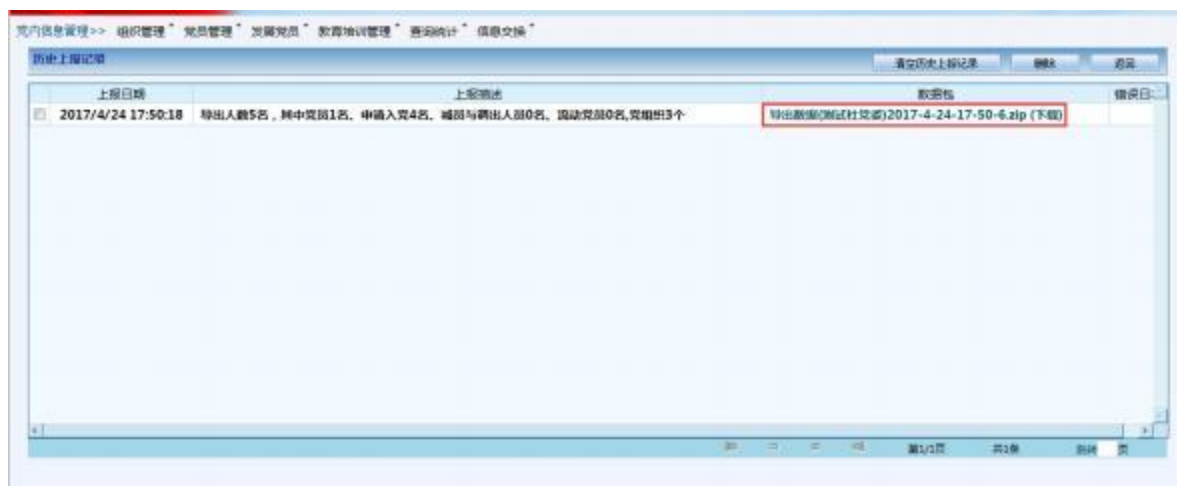 党内信息管理>> 组织管理 党员管理 发展党员 教育培训管理 查询统计 信息交换
历史上报记录 清空历史上报记录 删除 返回
上报日期 上报描述 数据包 错误日
2017/4/24 17:50:18 导出人数5名，其中党员1名、申请入党4名、减员与调出人员0名、流动党员0名,党组织3个 导出数据(测试社党委)2017-4-24-17-50-6.zip (下载)
第1/1页 共1条 跳转 页